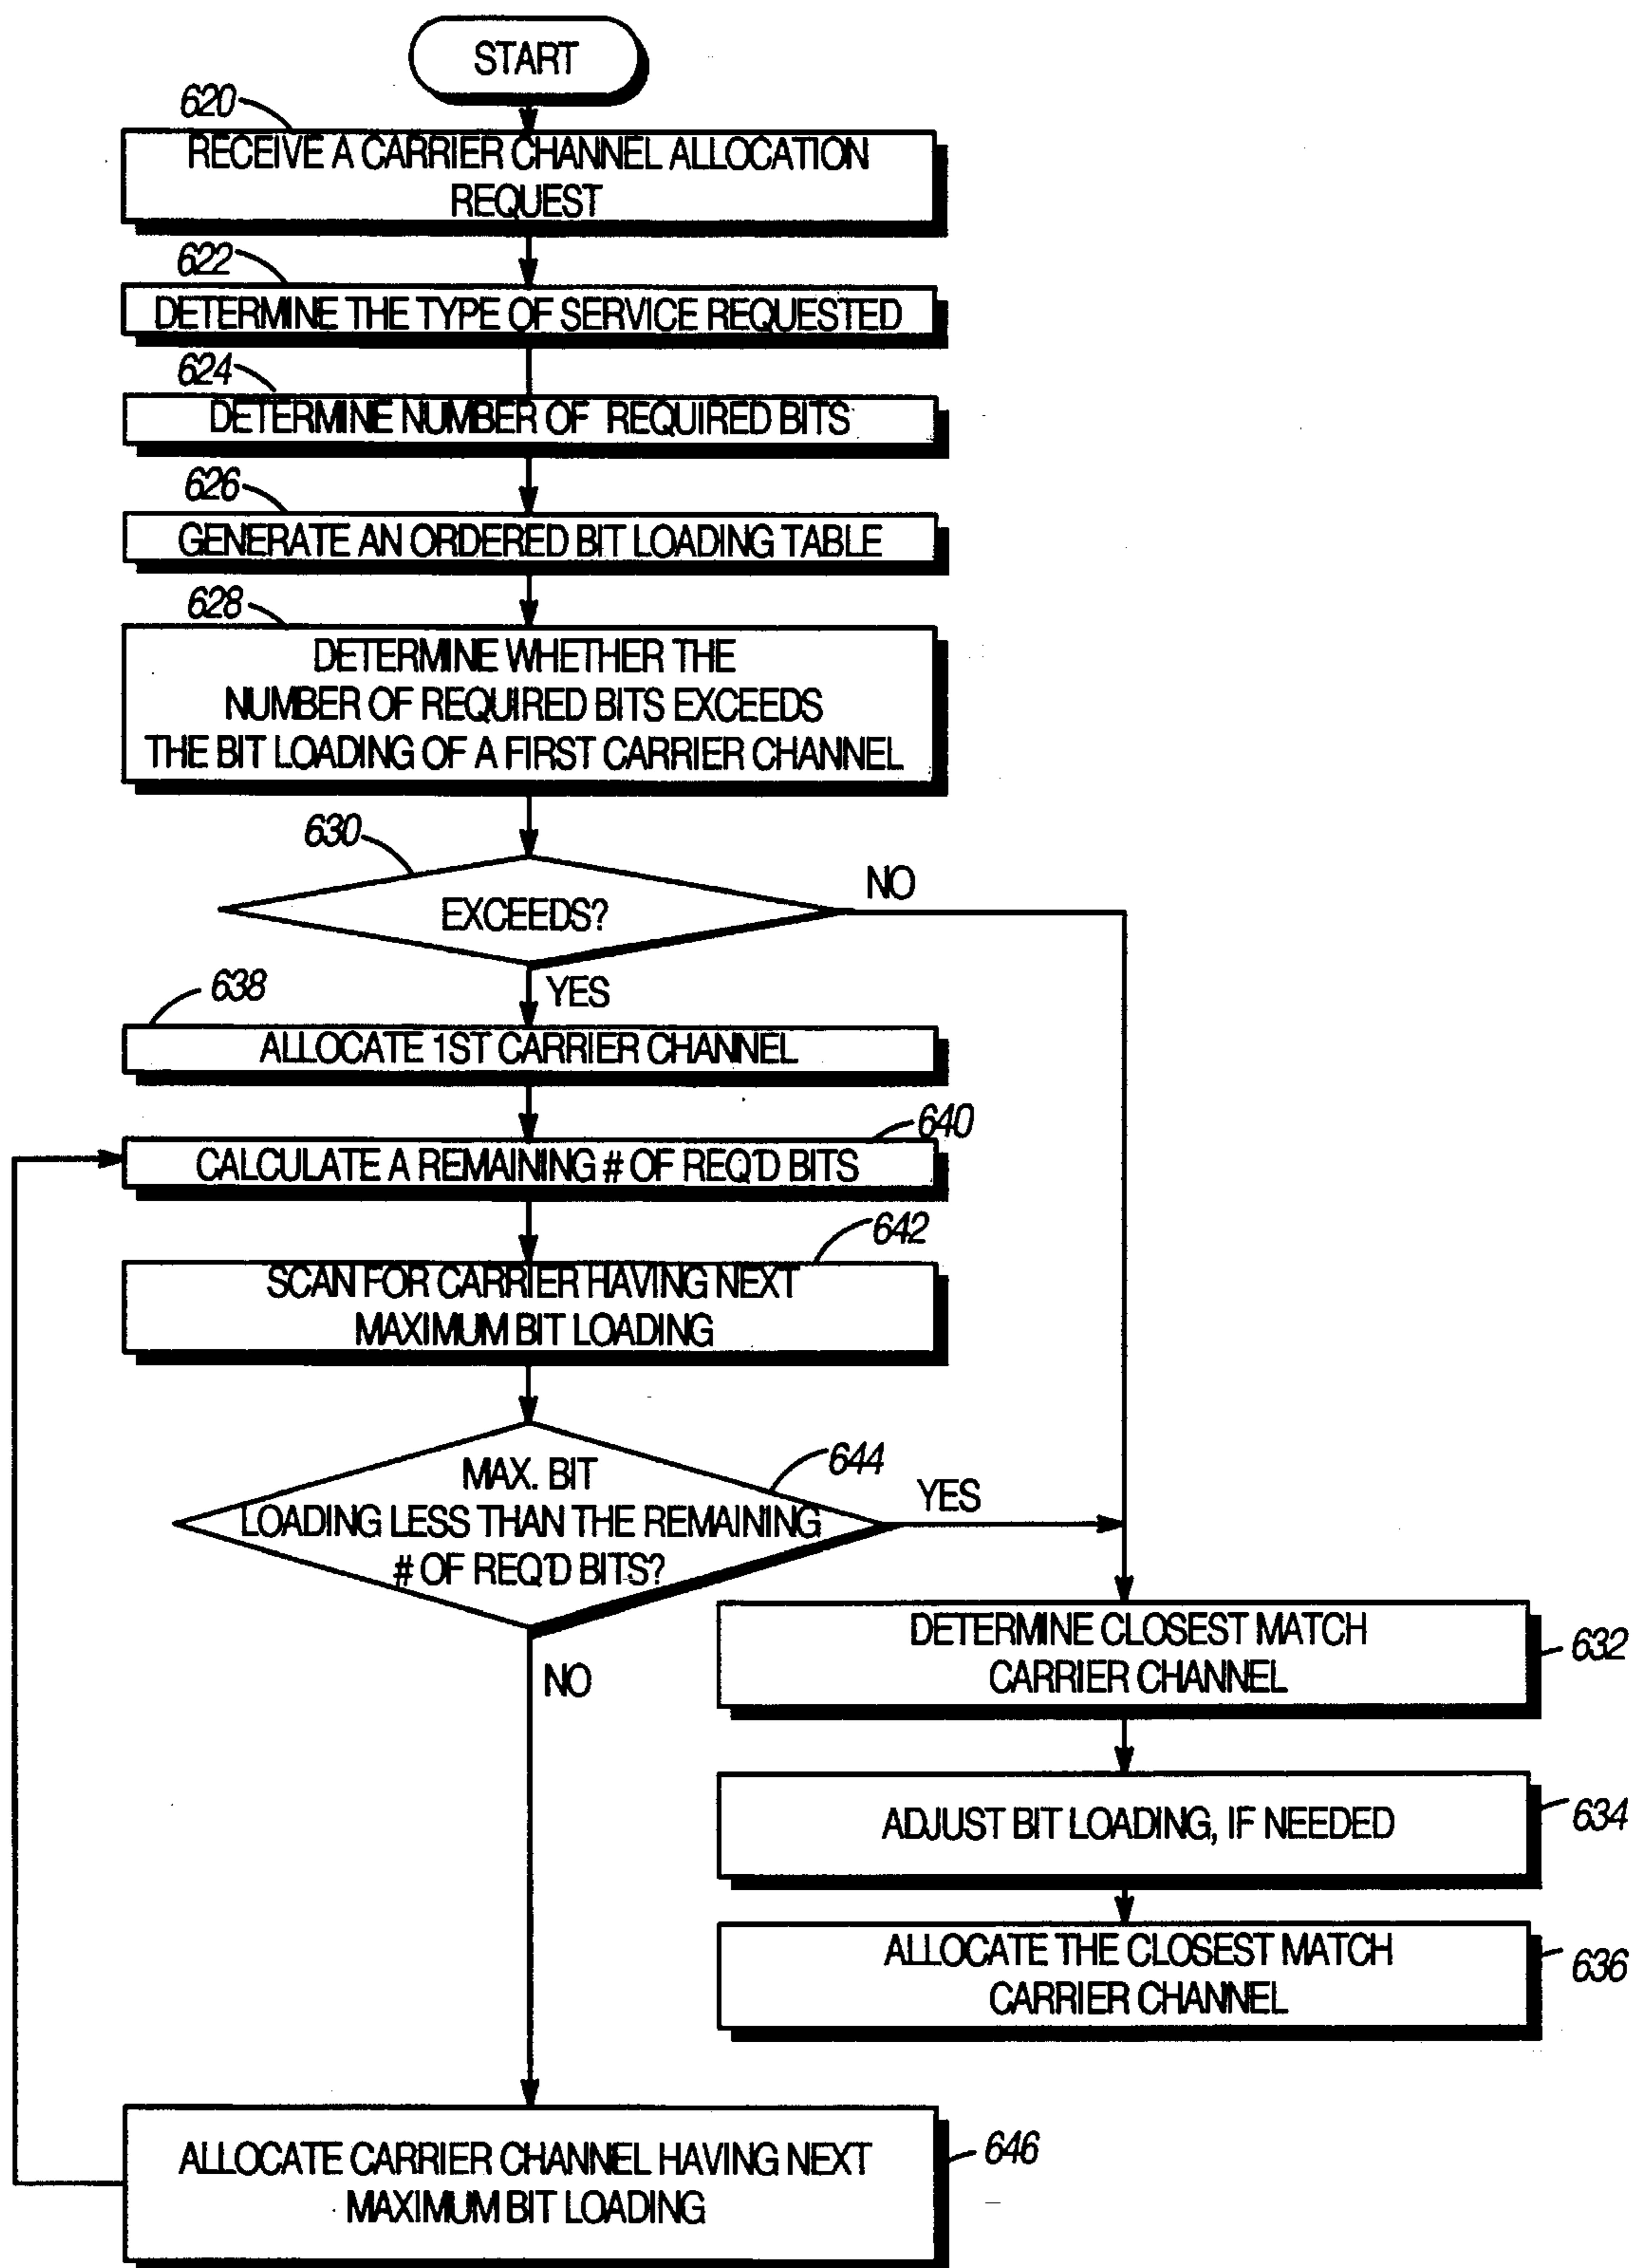 START
620
RECEIVE A CARRIER CHANNEL ALLOCATION
REQUEST
622
DETERMINE THE TYPE OF SERVICE REQUESTED
624
DETERMINE NUMBER OF REQUIRED BITS
626
GENERATE AN ORDERED BIT LOADING TABLE
628
DETERMINE WHETHER THE
NUMBER OF REQUIRED BITS EXCEEDS
THE BIT LOADING OF A FIRST CARRIER CHANNEL
630
EXCEEDS?
NO
YES
638
ALLOCATE 1ST CARRIER CHANNEL
640
CALCULATE A REMAINING # OF REQ'D BITS
642
SCAN FOR CARRIER HAVING NEXT
MAXIMUM BIT LOADING
644
MAX. BIT
LOADING LESS THAN THE REMAINING
# OF REQ'D BITS?
YES
NO
DETERMINE CLOSEST MATCH
CARRIER CHANNEL
632
ADJUST BIT LOADING, IF NEEDED
634
ALLOCATE THE CLOSEST MATCH
CARRIER CHANNEL
636
ALLOCATE CARRIER CHANNEL HAVING NEXT
MAXIMUM BIT LOADING
646